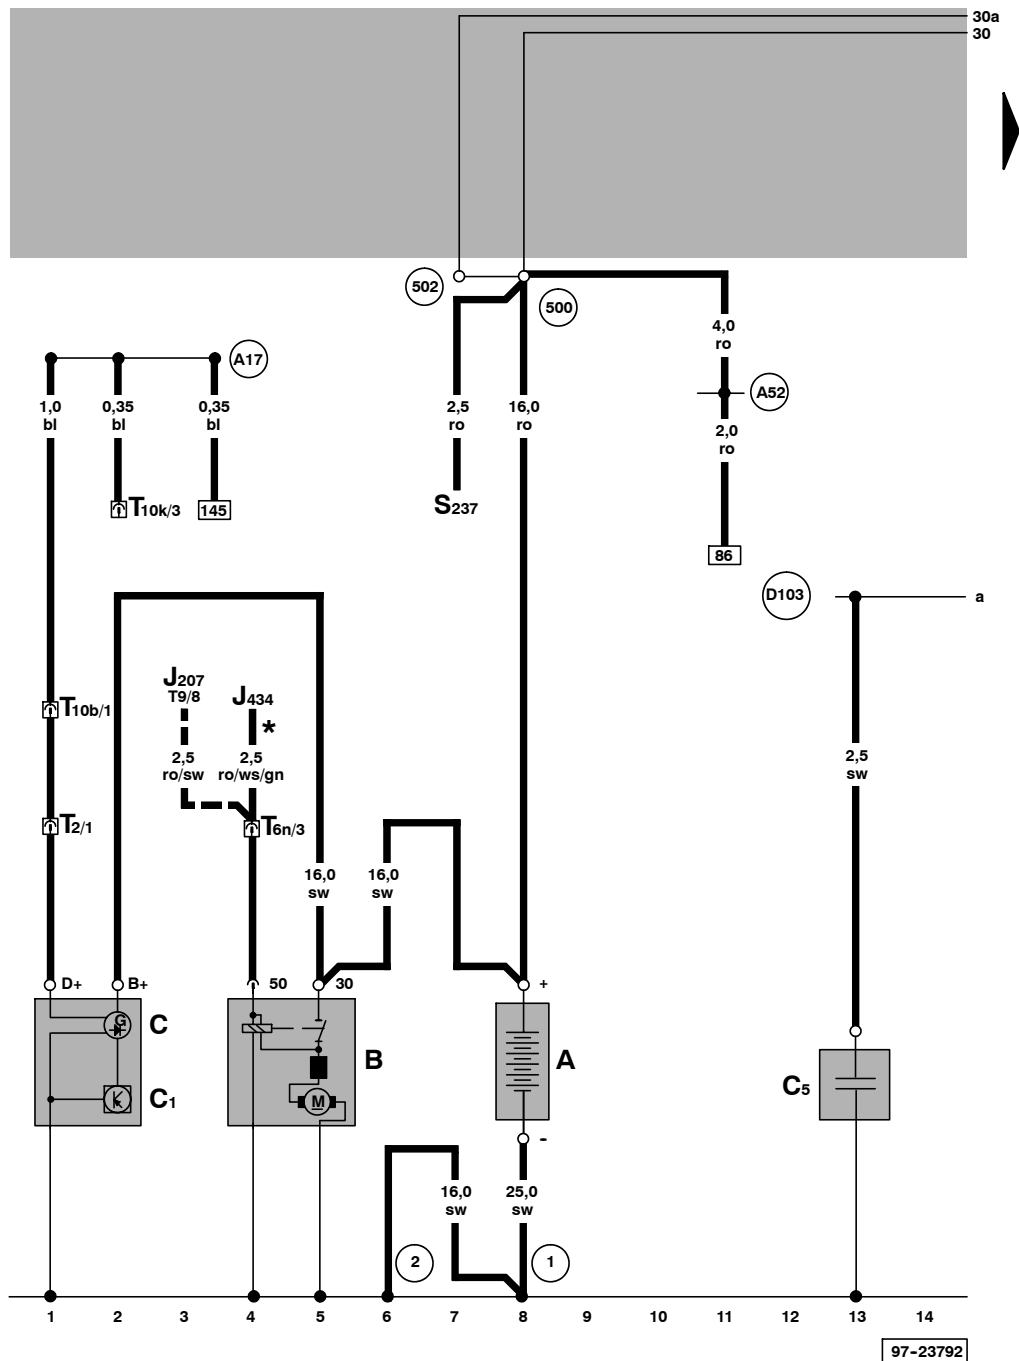 30a
30
502
500
4,0
ro
A17
A52
1,0
bl
0,35
bl
0,35
bl
2,5
ro
16,0
ro
2,0
ro
T10k/3
145
S237
86
D103
a
J207
T9/8
J434
*
T10b/1
2,5
ro/sw
2,5
ro/ws/gn
2,5
sw
T2/1
T6n/3
16,0
sw
16,0
sw
D+
B+
50
30
+
G
C
B
A
C5
C1
M
-
16,0
sw
25,0
sw
2
1
1 2 3 4 5 6 7 8 9 10 11 12 13 14
97-23792